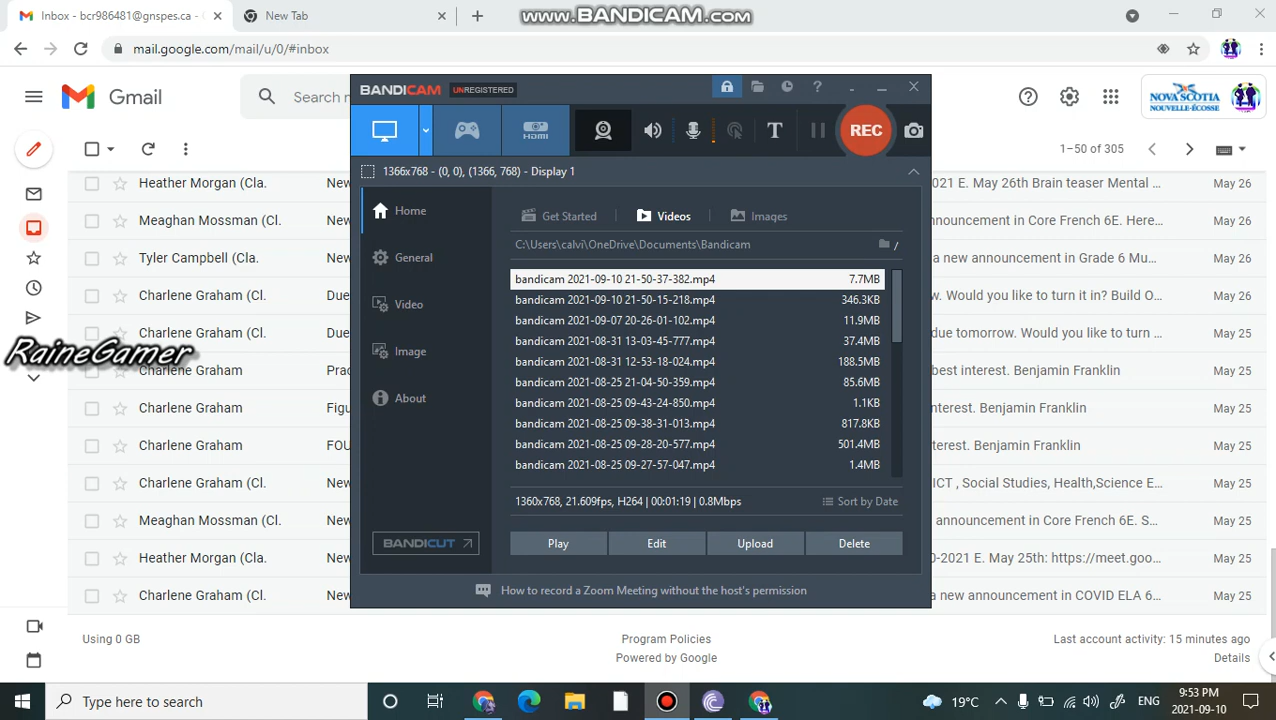 Inbox - bcr986481@gnspes.ca -
New Tab
www.BANDICAM.com
mail.google.com/mail/u/0/#inbox
Gmail
Search
NOVA SCOTIA
NOUVELLE-ÉCOSSE
1–50 of 305
BANDICAM
UNREGISTERED
HDMI
T
REC
1366x768 - (0, 0), (1366, 768) - Display 1
Home
General
Video
Image
About
BANDICUT
Get Started
Videos
Images
C:\Users\calvi\OneDrive\Documents\Bandicam
/
bandicam 2021-09-10 21-50-37-382.mp4 7.7MB
bandicam 2021-09-10 21-50-15-218.mp4 346.3KB
bandicam 2021-09-07 20-26-01-102.mp4 11.9MB
bandicam 2021-08-31 13-03-45-777.mp4 37.4MB
bandicam 2021-08-31 12-53-18-024.mp4 188.5MB
bandicam 2021-08-25 21-04-50-359.mp4 85.6MB
bandicam 2021-08-25 09-43-24-850.mp4 1.1KB
bandicam 2021-08-25 09-38-31-013.mp4 817.8KB
bandicam 2021-08-25 09-28-20-577.mp4 501.4MB
bandicam 2021-08-25 09-27-57-047.mp4 1.4MB
1360x768, 21.609fps, H264 | 00:01:19 | 0.8Mbps
Sort by Date
Play
Edit
Upload
Delete
How to record a Zoom Meeting without the host's permission
Heather Morgan (Cla. 021 E. May 26th Brain teaser Mental ... May 26
Meaghan Mossman (Cl. nnouncement in Core French 6E. Here... May 26
Tyler Campbell (Cl. a new announcement in Grade 6 Mu... May 26
Charlene Graham (Cl. Due ow. Would you like to turn it in? Build O... May 26
Charlene Graham (Cl. Due due tomorrow. Would you like to turn ... May 26
Charlene Graham (Cl. best interest. Benjamin Franklin May 25
Charlene Graham Figu nterest. Benjamin Franklin May 25
Charlene Graham FOU erest. Benjamin Franklin May 25
Charlene Graham (Cl. ICT , Social Studies, Health,Science E... May 25
Meaghan Mossman (Cl. announcement in Core French 6E. S... May 25
Heather Morgan (Cla. 0-2021 E. May 25th: https://meet.goo... May 25
Charlene Graham (Cl. a new announcement in COVID ELA 6... May 25
RaineGamer
Using 0 GB
Program Policies
Powered by Google
Last account activity: 15 minutes ago
Details
Type here to search
19°C
ENG
9:53 PM
2021-09-10